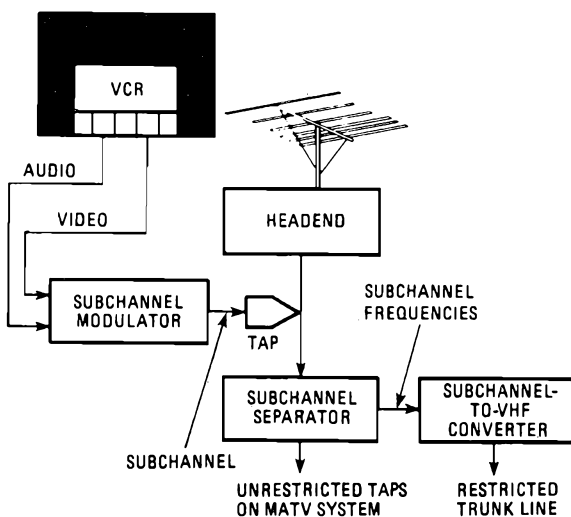 VCR
AUDIO
VIDEO
HEADEND
SUBCHANNEL
MODULATOR
TAP
SUBCHANNEL
FREQUENCIES
SUBCHANNEL
SEPARATOR
SUBCHANNEL-
TO-VHF
CONVERTER
SUBCHANNEL
UNRESTRICTED TAPS
ON MATV SYSTEM
RESTRICTED
TRUNK LINE